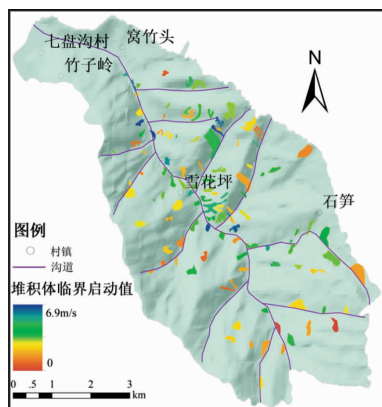 窝竹头
七盘沟村
竹子岭
N
雪花坪
石笋
图例
村镇
沟道
堆积体临界启动值
6.9m/s
0
0 .5 1 2 3
km